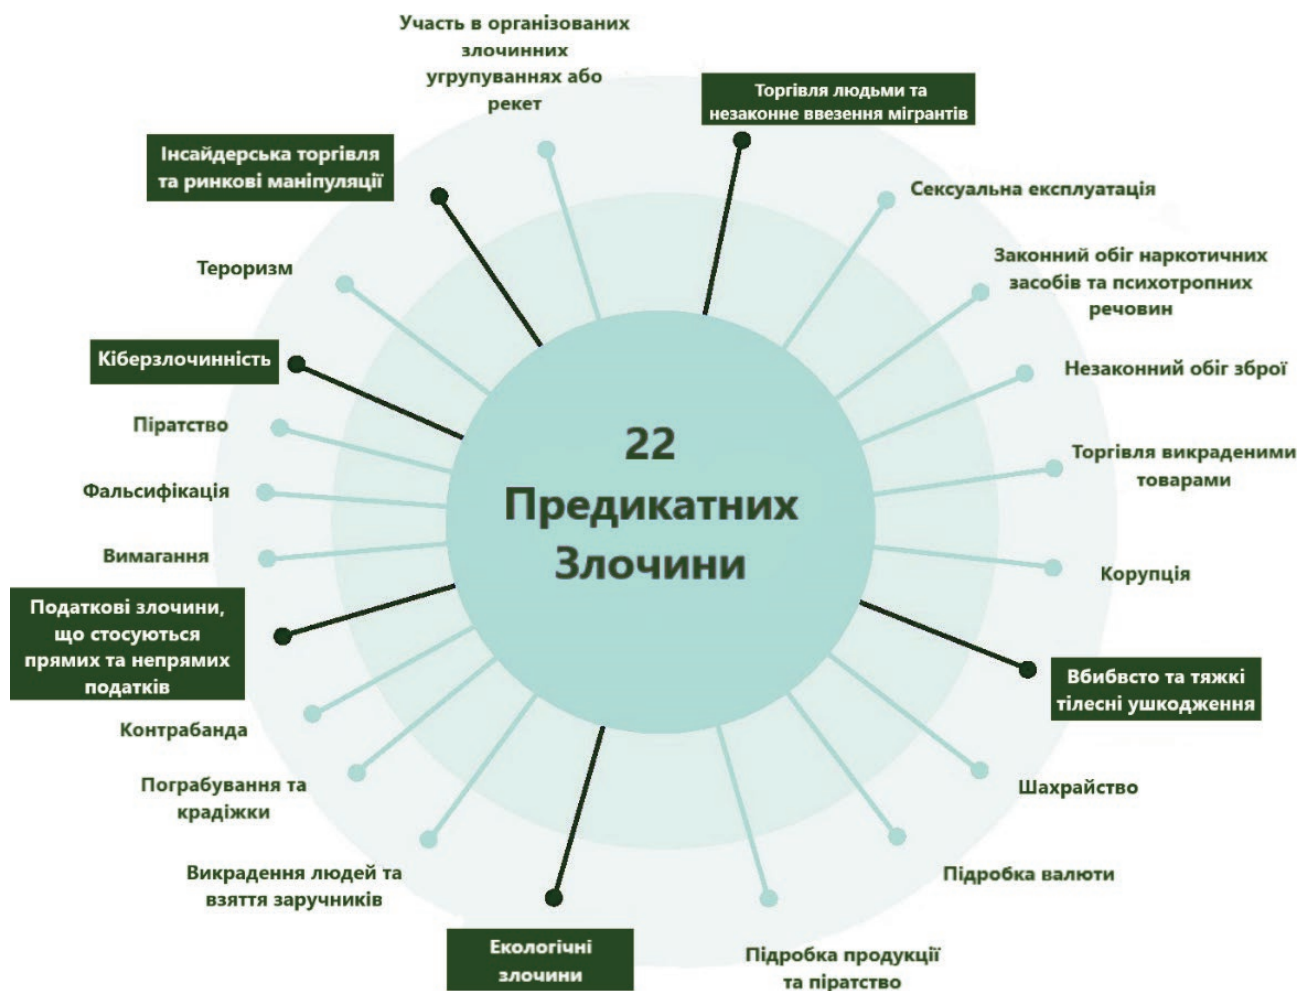 22
Предикатних
Злочини
Участь в організованих
злочинних
угрупуваннях або
рекет
Торгівля людьми та
незаконне ввезення мігрантів
Сексуальна експлуатація
Законний обіг наркотичних
засобів та психотропних
речовин
Незаконний обіг зброї
Торгівля викраденими
товарами
Корупція
Вбибвсто та тяжкі
тілесні ушкодження
Шахрайство
Підробка валюти
Підробка продукції
та піратство
Екологічні
злочини
Викрадення людей та
взяття заручників
Пограбування та
крадіжки
Контрабанда
Податкові злочини,
що стосуються
прямих та непрямих
податків
Вимагання
Фальсифікація
Піратство
Кіберзлочинність
Тероризм
Інсайдерська торгівля
та ринкові маніпуляції